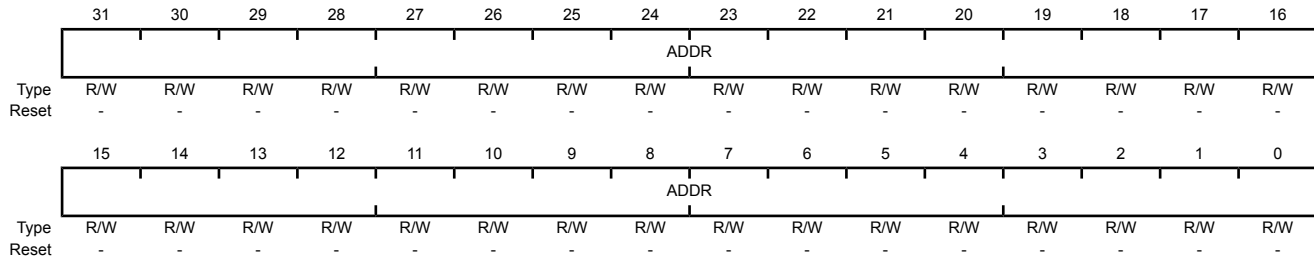 31 30 29 28 27 26 25 24 23 22 21 20 19 18 17 16
ADDR
Type R/W R/W R/W R/W R/W R/W R/W R/W R/W R/W R/W R/W R/W R/W R/W R/W
Reset - - - - - - - - - - - - - - - -
15 14 13 12 11 10 9 8 7 6 5 4 3 2 1 0
ADDR
Type R/W R/W R/W R/W R/W R/W R/W R/W R/W R/W R/W R/W R/W R/W R/W R/W
Reset - - - - - - - - - - - - - - - -